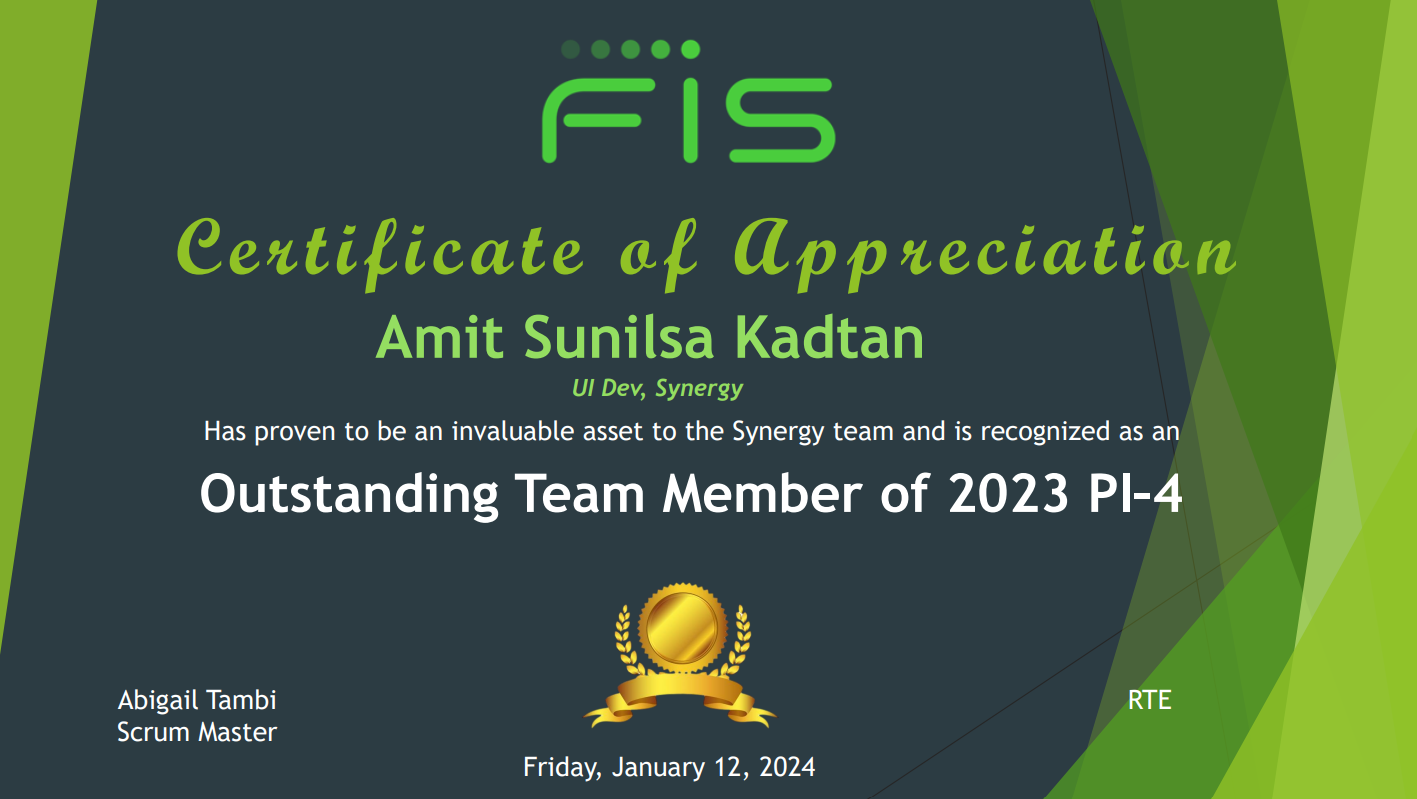 FIS
Certificate of Appreciation
Amit Sunilsa Kadtan
UI Dev, Synergy
Has proven to be an invaluable asset to the Synergy team and is recognized as an
Outstanding Team Member of 2023 PI-4
Abigail Tambi
Scrum Master
RTE
Friday, January 12, 2024